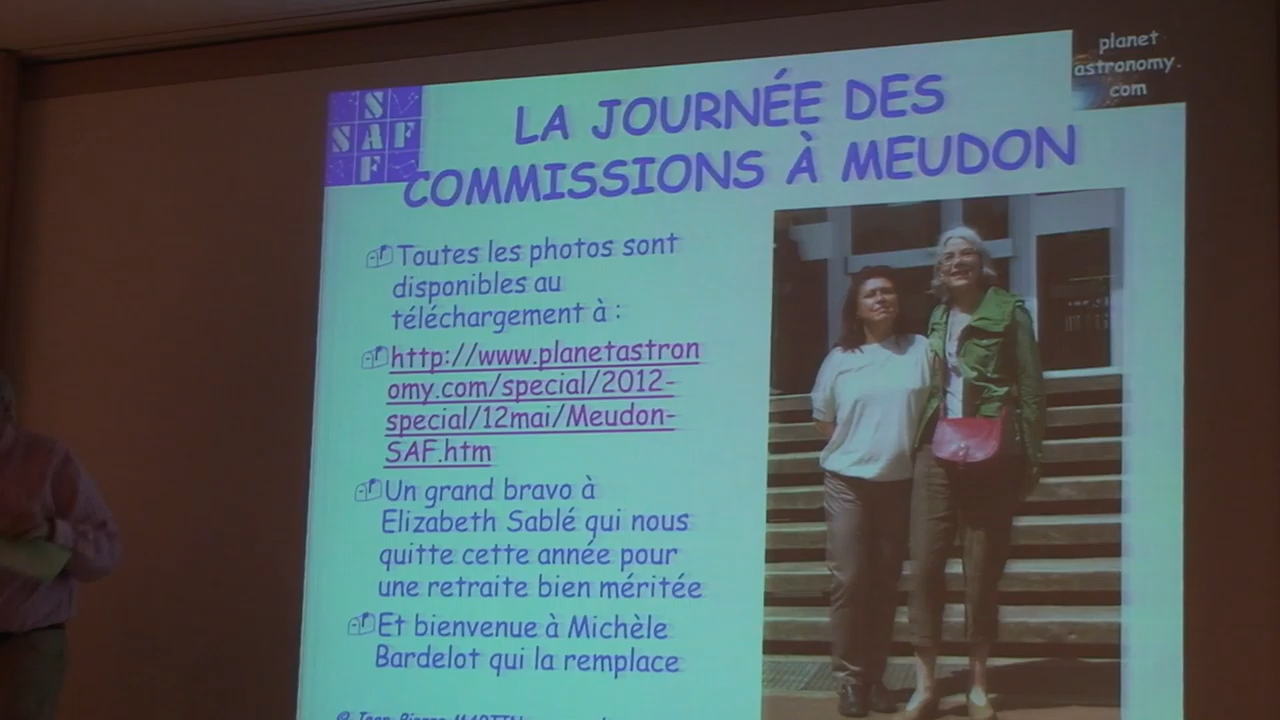 planet
astronomy.
com
S
SAF
F
LA JOURNÉE DES
COMMISSIONS À MEUDON
Toutes les photos sont
disponibles au
téléchargement à :
http://www.planetastron
omy.com/special/2012-
special/12mai/Meudon-
SAF.htm
Un grand bravo à
Elizabeth Sablé qui nous
quitte cette année pour
une retraite bien méritée
Et bienvenue à Michèle
Bardelot qui la remplace